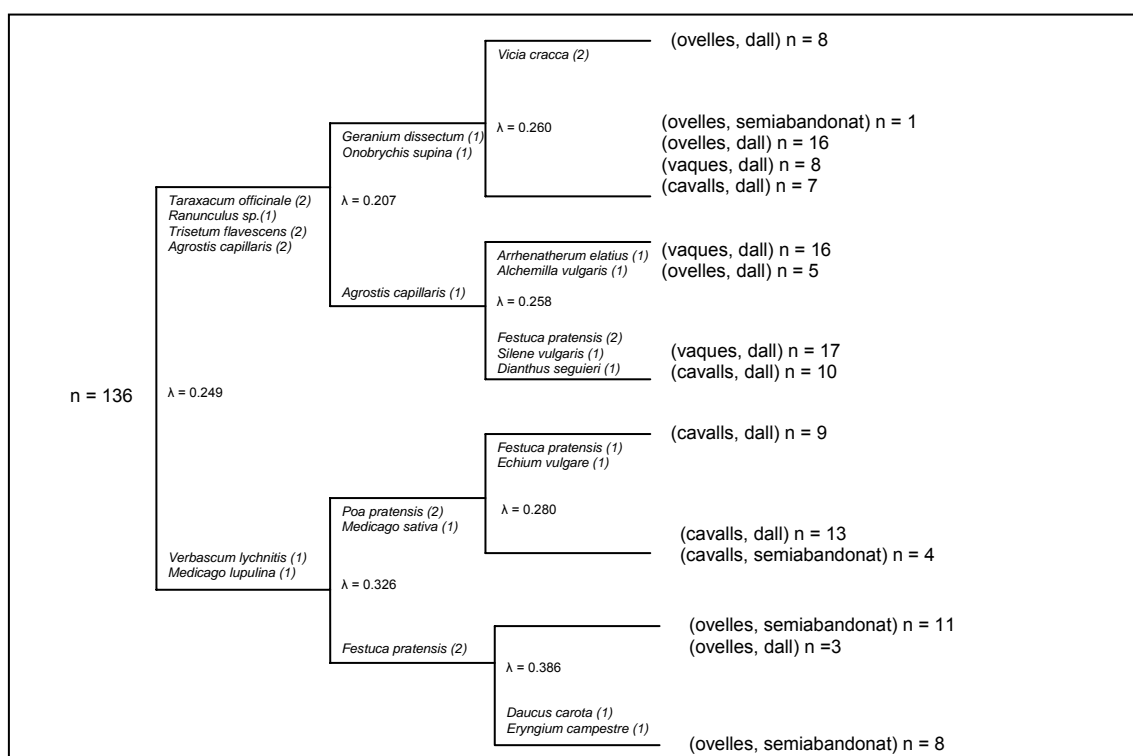 (ovelles, dall) n = 8
Vicia cracca (2)
λ = 0.260
Geranium dissectum (1)
Onobrychis supina (1)
(ovelles, semiabandonat) n = 1
(ovelles, dall) n = 16
(vaques, dall) n = 8
(cavalls, dall) n = 7
Taraxacum officinale (2)
Ranunculus sp.(1)
Trisetum flavescens (2)
Agrostis capillaris (2)
λ = 0.207
Arrhenatherum elatius (1)
Alchemilla vulgaris (1)
(vaques, dall) n = 16
(ovelles, dall) n = 5
Agrostis capillaris (1)
λ = 0.258
Festuca pratensis (2)
Silene vulgaris (1)
Dianthus seguieri (1)
(vaques, dall) n = 17
(cavalls, dall) n = 10
n = 136
λ = 0.249
(cavalls, dall) n = 9
Festuca pratensis (1)
Echium vulgare (1)
Poa pratensis (2)
Medicago sativa (1)
λ = 0.280
(cavalls, dall) n = 13
(cavalls, semiabandonat) n = 4
Verbascum lychnitis (1)
Medicago lupulina (1)
λ = 0.326
(ovelles, semiabandonat) n = 11
(ovelles, dall) n =3
Festuca pratensis (2)
λ = 0.386
Daucus carota (1)
Eryngium campestre (1)
(ovelles, semiabandonat) n = 8